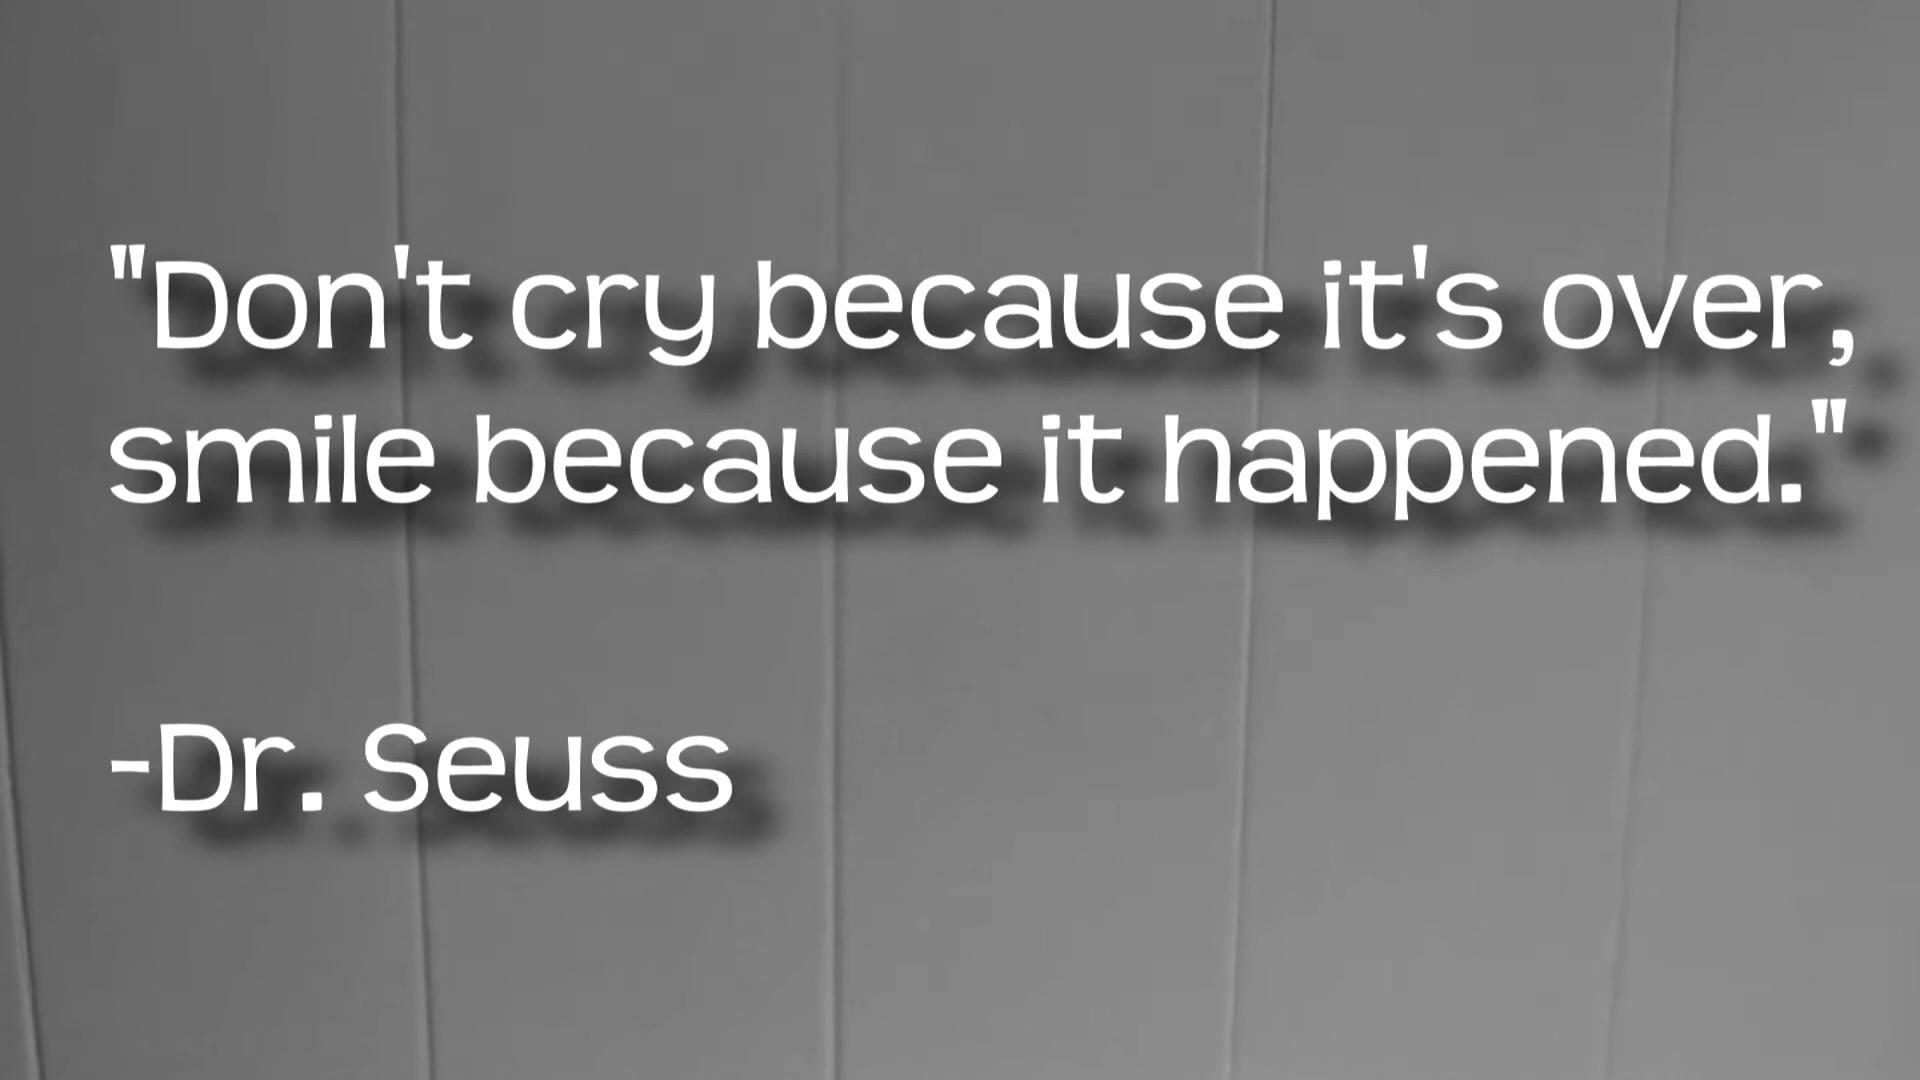 "Don't cry because it's over,
smile because it happened."
-Dr. Seuss